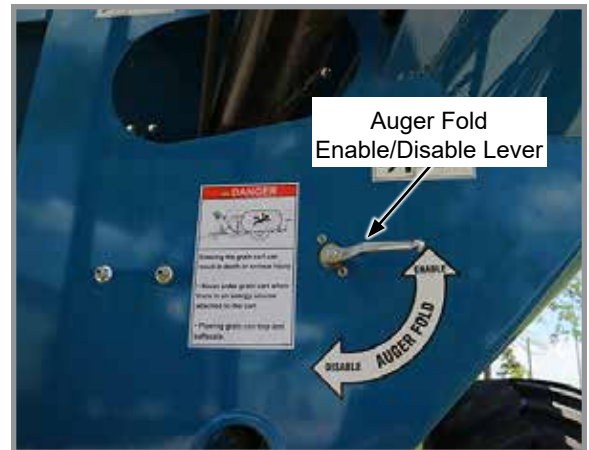 Auger Fold
Enable/Disable Lever
DANGER
Entering the grain cart can
result in death or serious injury
• Never enter grain cart when
there is an energy source
attached to the cart
• Flowing grain can trap and
suffocate.
ENABLE
AUGER FOLD
DISABLE